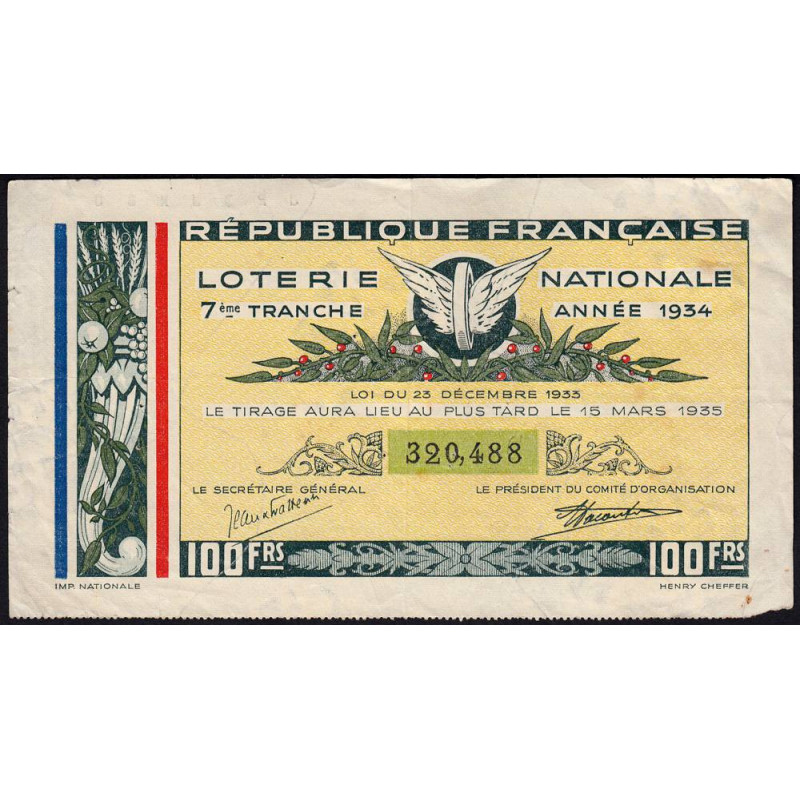 RÉPUBLIQUE FRANÇAISE
LOTERIE NATIONALE
7ème TRANCHE ANNÉE 1934
LOI DU 23 DÉCEMBRE 1933
LE TIRAGE AURA LIEU AU PLUS TARD LE 15 MARS 1935
320,488
LE SECRÉTAIRE GÉNÉRAL LE PRÉSIDENT DU COMITÉ D'ORGANISATION
100 FRS 100 FRS
IMP. NATIONALE HENRY CHEFFER